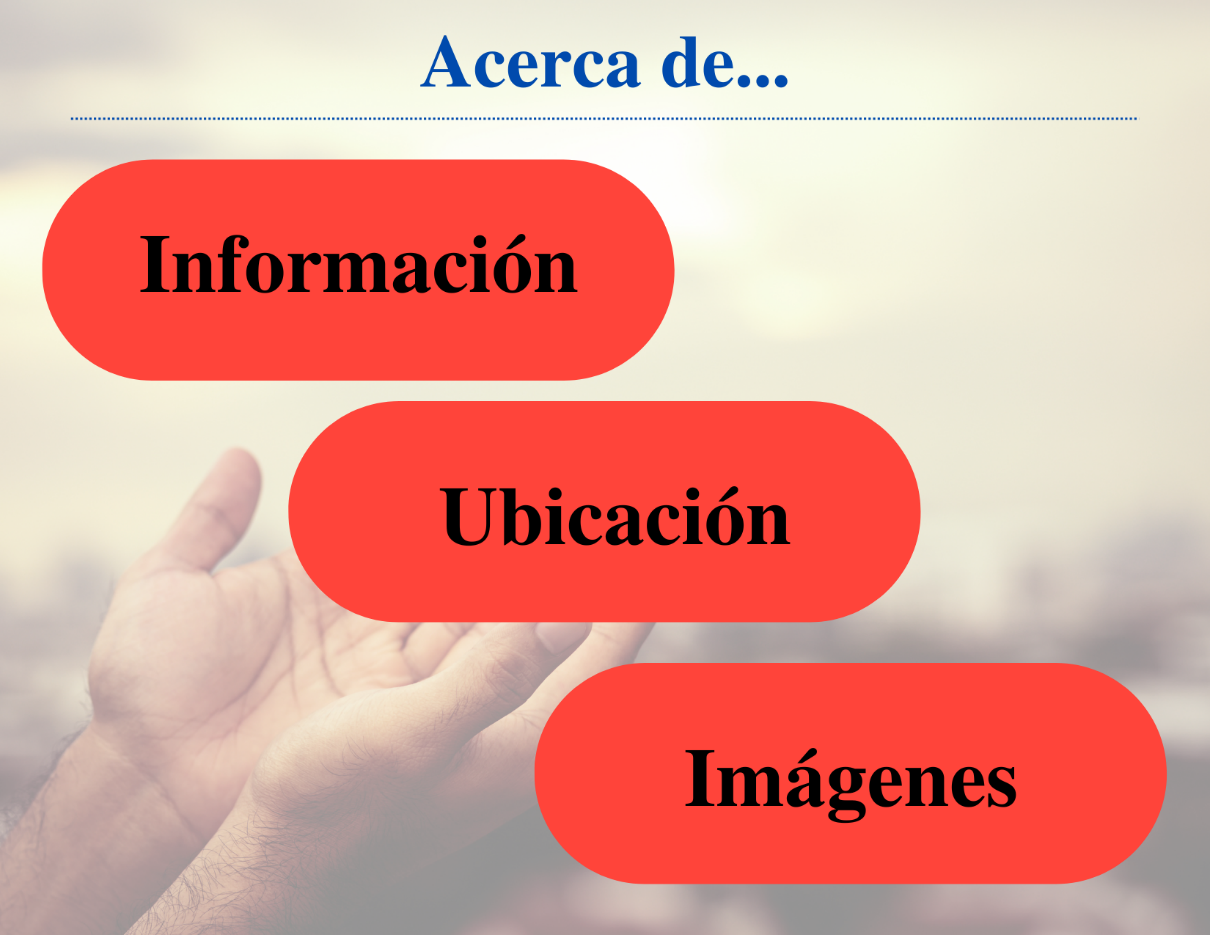 Acerca de...
Información
Ubicación
Imágenes